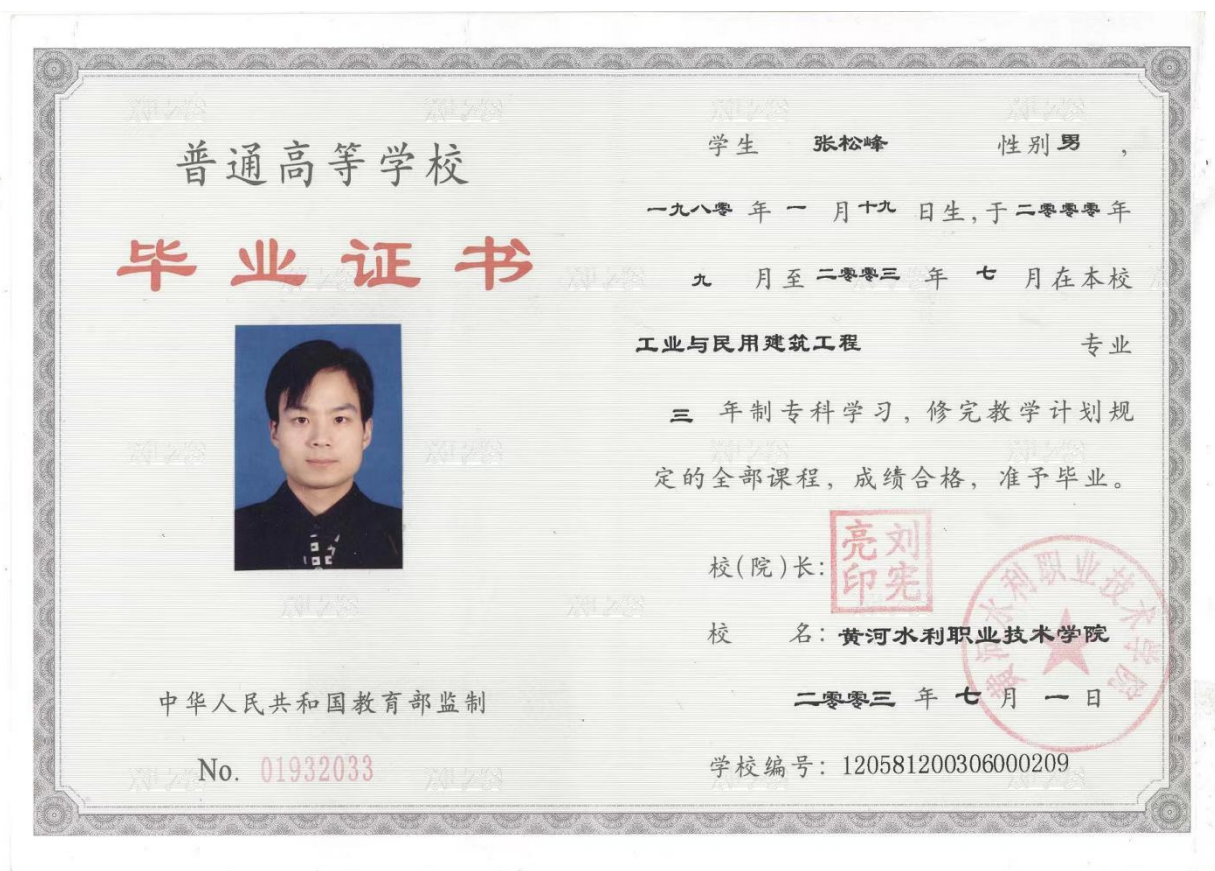 普通高等学校
毕业证书
中华人民共和国教育部监制
No. 01932033
学生 张松峰 性别 男 ,
一九八零 年 一 月 十九 日生,于 二零零零 年
九 月至 二零零三 年 七 月在本校
工业与民用建筑工程 专业
三 年制专科学习,修完教学计划规
定的全部课程,成绩合格,准予毕业。
校(院)长:
刘宪亮印
校 名: 黄河水利职业技术学院
黄河水利职业技术学院
二零零三 年 七 月 一 日
学校编号: 120581200306000209